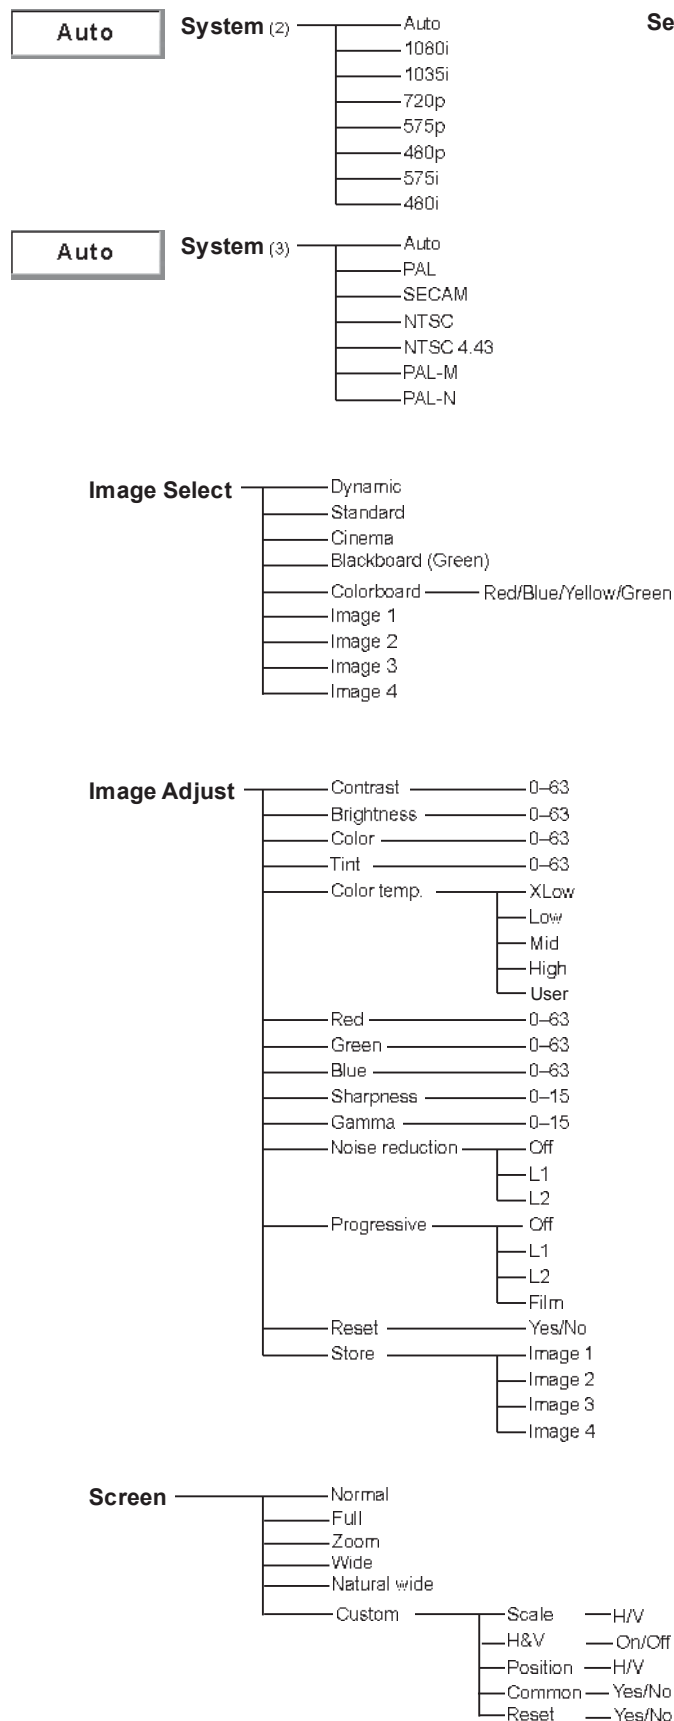 Auto System (2) Auto Se
1080i
1035i
720p
575p
480p
575i
480i
Auto System (3) Auto
PAL
SECAM
NTSC
NTSC 4.43
PAL-M
PAL-N
Image Select Dynamic
Standard
Cinema
Blackboard (Green)
Colorboard Red/Blue/Yellow/Green
Image 1
Image 2
Image 3
Image 4
Image Adjust Contrast 0–63
Brightness 0–63
Color 0–63
Tint 0–63
Color temp. XLow
Low
Mid
High
User
Red 0–63
Green 0–63
Blue 0–63
Sharpness 0–15
Gamma 0–15
Noise reduction Off
L1
L2
Progressive Off
L1
L2
Film
Reset Yes/No
Store Image 1
Image 2
Image 3
Image 4
Screen Normal
Full
Zoom
Wide
Natural wide
Custom Scale H/V
H&V On/Off
Position H/V
Common Yes/No
Reset Yes/No